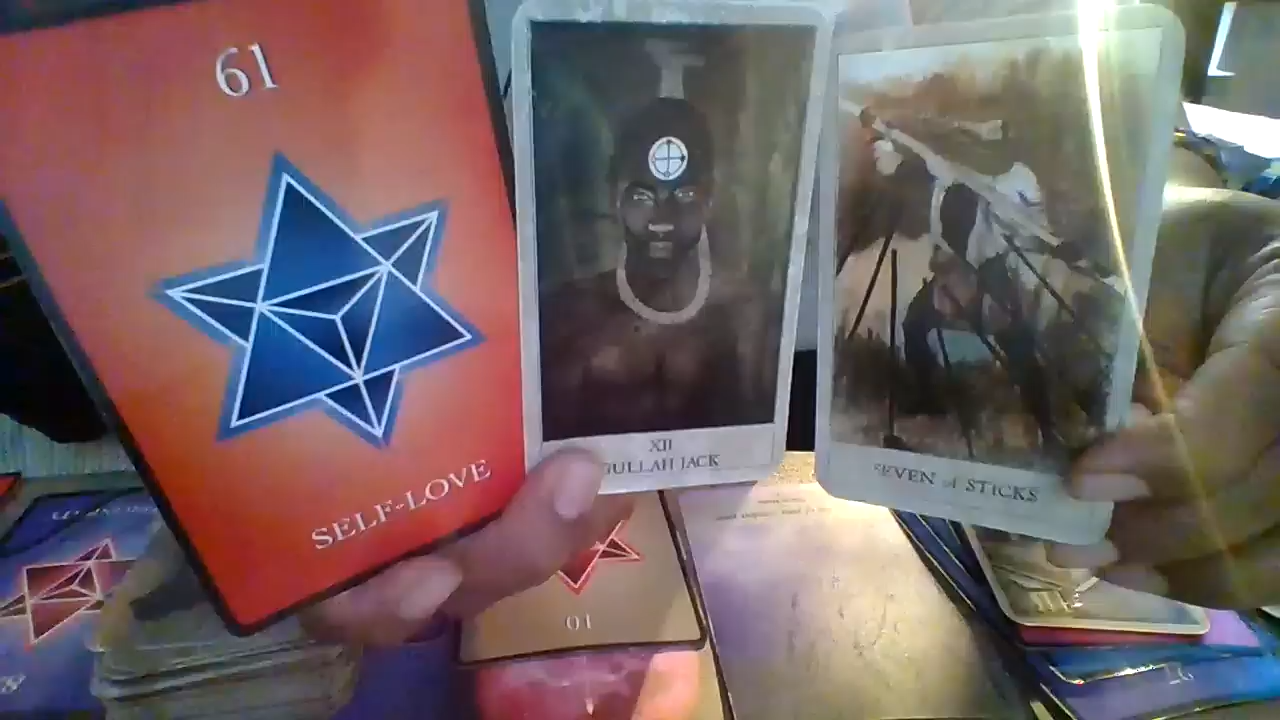 61
SELF-LOVE
XII
GULLAH JACK
SEVEN of STICKS
01